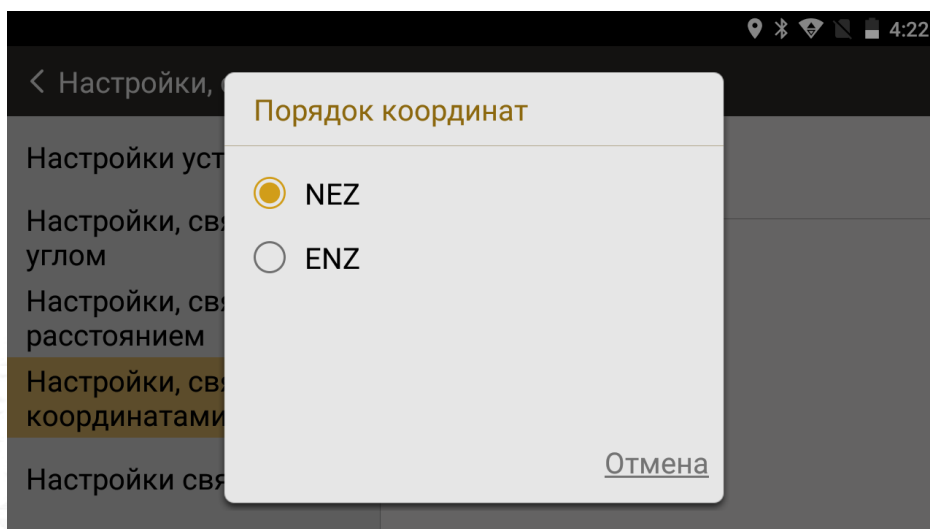 4:22
< Настройки,
Порядок координат
Настройки уст
NEZ
Настройки, свя
углом
ENZ
Настройки, свя
расстоянием
Настройки, свя
координатами
Отмена
Настройки свя